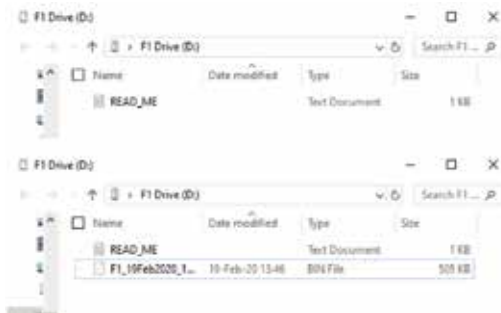 F1 Drive (D:)
F1 Drive (D:) Search F1 ...
Name Date modified Type Size
READ_ME Text Document 1 KB
F1 Drive (D:)
F1 Drive (D:) Search F1 ...
Name Date modified Type Size
READ_ME Text Document 1 KB
F1_19Feb2020_1... 19-Feb-20 13:46 BIN File 505 KB